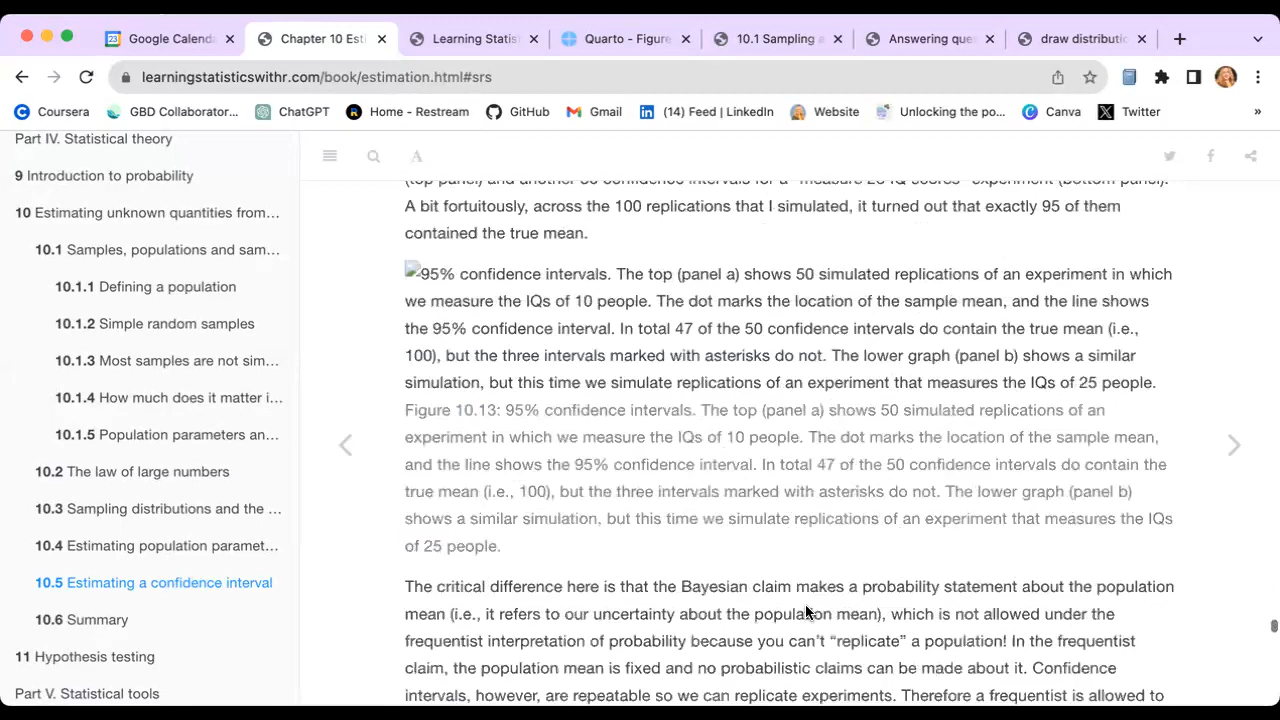 Google Calenda
Chapter 10 Esti
Learning Statis
Quarto - Figure
10.1 Sampling a
Answering que
draw distributio
learningstatisticswithr.com/book/estimation.html#srs
Coursera
GBD Collaborator...
ChatGPT
Home - Restream
GitHub
Gmail
(14) Feed | LinkedIn
Website
Unlocking the po...
Canva
Twitter
»
Part IV. Statistical theory
9 Introduction to probability
10 Estimating unknown quantities from...
10.1 Samples, populations and sam...
10.1.1 Defining a population
10.1.2 Simple random samples
10.1.3 Most samples are not sim...
10.1.4 How much does it matter i...
10.1.5 Population parameters an...
10.2 The law of large numbers
10.3 Sampling distributions and the ...
10.4 Estimating population paramet...
10.5 Estimating a confidence interval
10.6 Summary
11 Hypothesis testing
Part V. Statistical tools
A
(top panel) and another 50 confidence intervals for a “measure 25 IQ scores” experiment (bottom panel).
A bit fortuitously, across the 100 replications that I simulated, it turned out that exactly 95 of them
contained the true mean.
95% confidence intervals. The top (panel a) shows 50 simulated replications of an experiment in which
we measure the IQs of 10 people. The dot marks the location of the sample mean, and the line shows
the 95% confidence interval. In total 47 of the 50 confidence intervals do contain the true mean (i.e.,
100), but the three intervals marked with asterisks do not. The lower graph (panel b) shows a similar
simulation, but this time we simulate replications of an experiment that measures the IQs of 25 people.
Figure 10.13: 95% confidence intervals. The top (panel a) shows 50 simulated replications of an
experiment in which we measure the IQs of 10 people. The dot marks the location of the sample mean,
and the line shows the 95% confidence interval. In total 47 of the 50 confidence intervals do contain the
true mean (i.e., 100), but the three intervals marked with asterisks do not. The lower graph (panel b)
shows a similar simulation, but this time we simulate replications of an experiment that measures the IQs
of 25 people.
The critical difference here is that the Bayesian claim makes a probability statement about the population
mean (i.e., it refers to our uncertainty about the population mean), which is not allowed under the
frequentist interpretation of probability because you can’t “replicate” a population! In the frequentist
claim, the population mean is fixed and no probabilistic claims can be made about it. Confidence
intervals, however, are repeatable so we can replicate experiments. Therefore a frequentist is allowed to